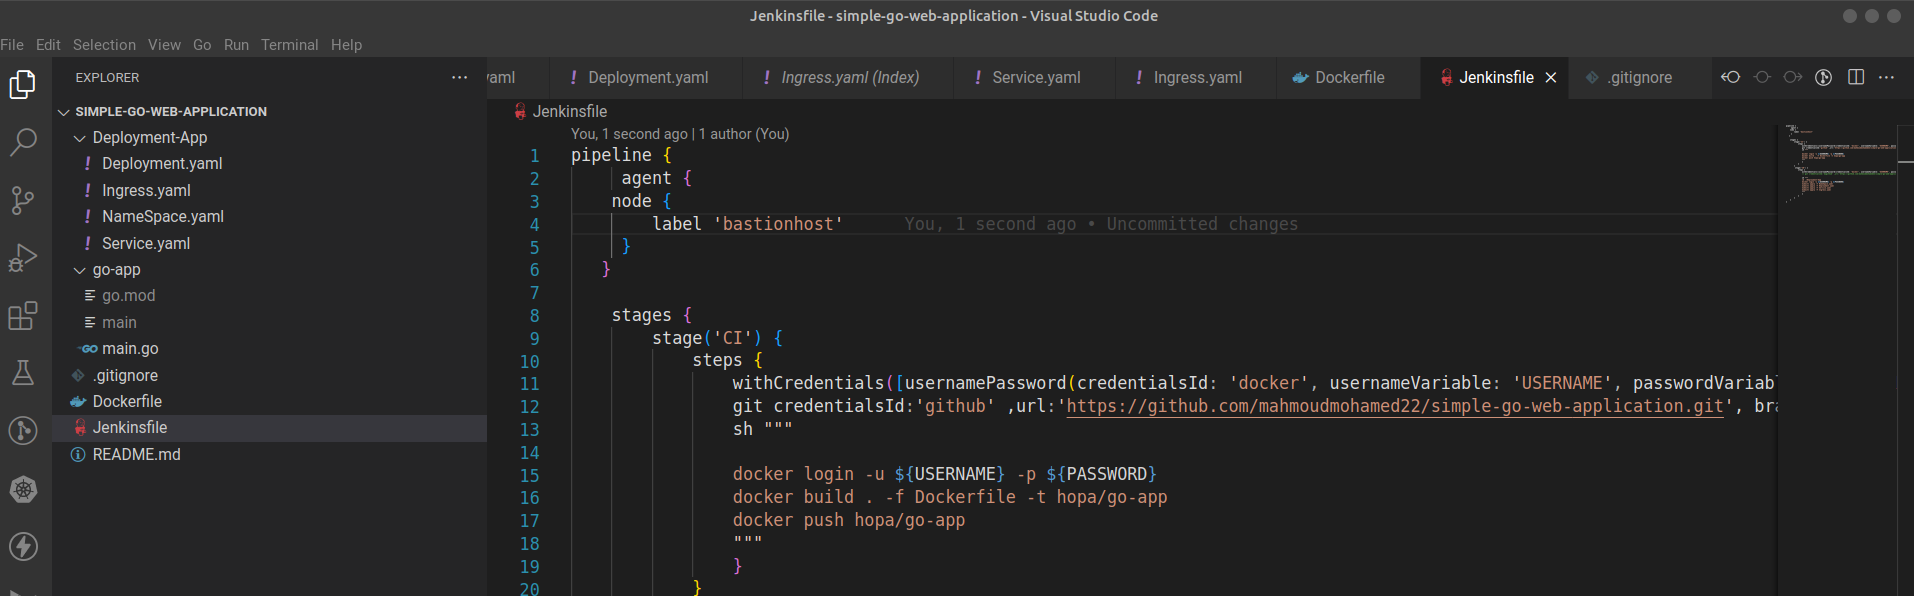 Jenkinsfile - simple-go-web-application - Visual Studio Code
File Edit Selection View Go Run Terminal Help
EXPLORER
SIMPLE-GO-WEB-APPLICATION
Deployment-App
Deployment.yaml
Ingress.yaml
NameSpace.yaml
Service.yaml
go-app
go.mod
main
main.go
.gitignore
Dockerfile
Jenkinsfile
README.md
yaml Deployment.yaml Ingress.yaml (Index) Service.yaml Ingress.yaml Dockerfile Jenkinsfile .gitignore
Jenkinsfile
You, 1 second ago | 1 author (You)
1 pipeline {
2 agent {
3 node {
4 label 'bastionhost' You, 1 second ago • Uncommitted changes
5 }
6 }
7
8 stages {
9 stage('CI') {
10 steps {
11 withCredentials([usernamePassword(credentialsId: 'docker', usernameVariable: 'USERNAME', passwordVariabl
12 git credentialsId:'github' ,url:'https://github.com/mahmoudmohamed22/simple-go-web-application.git', bra
13 sh """
14
15 docker login -u ${USERNAME} -p ${PASSWORD}
16 docker build . -f Dockerfile -t hopa/go-app
17 docker push hopa/go-app
18 """
19 }
20 }